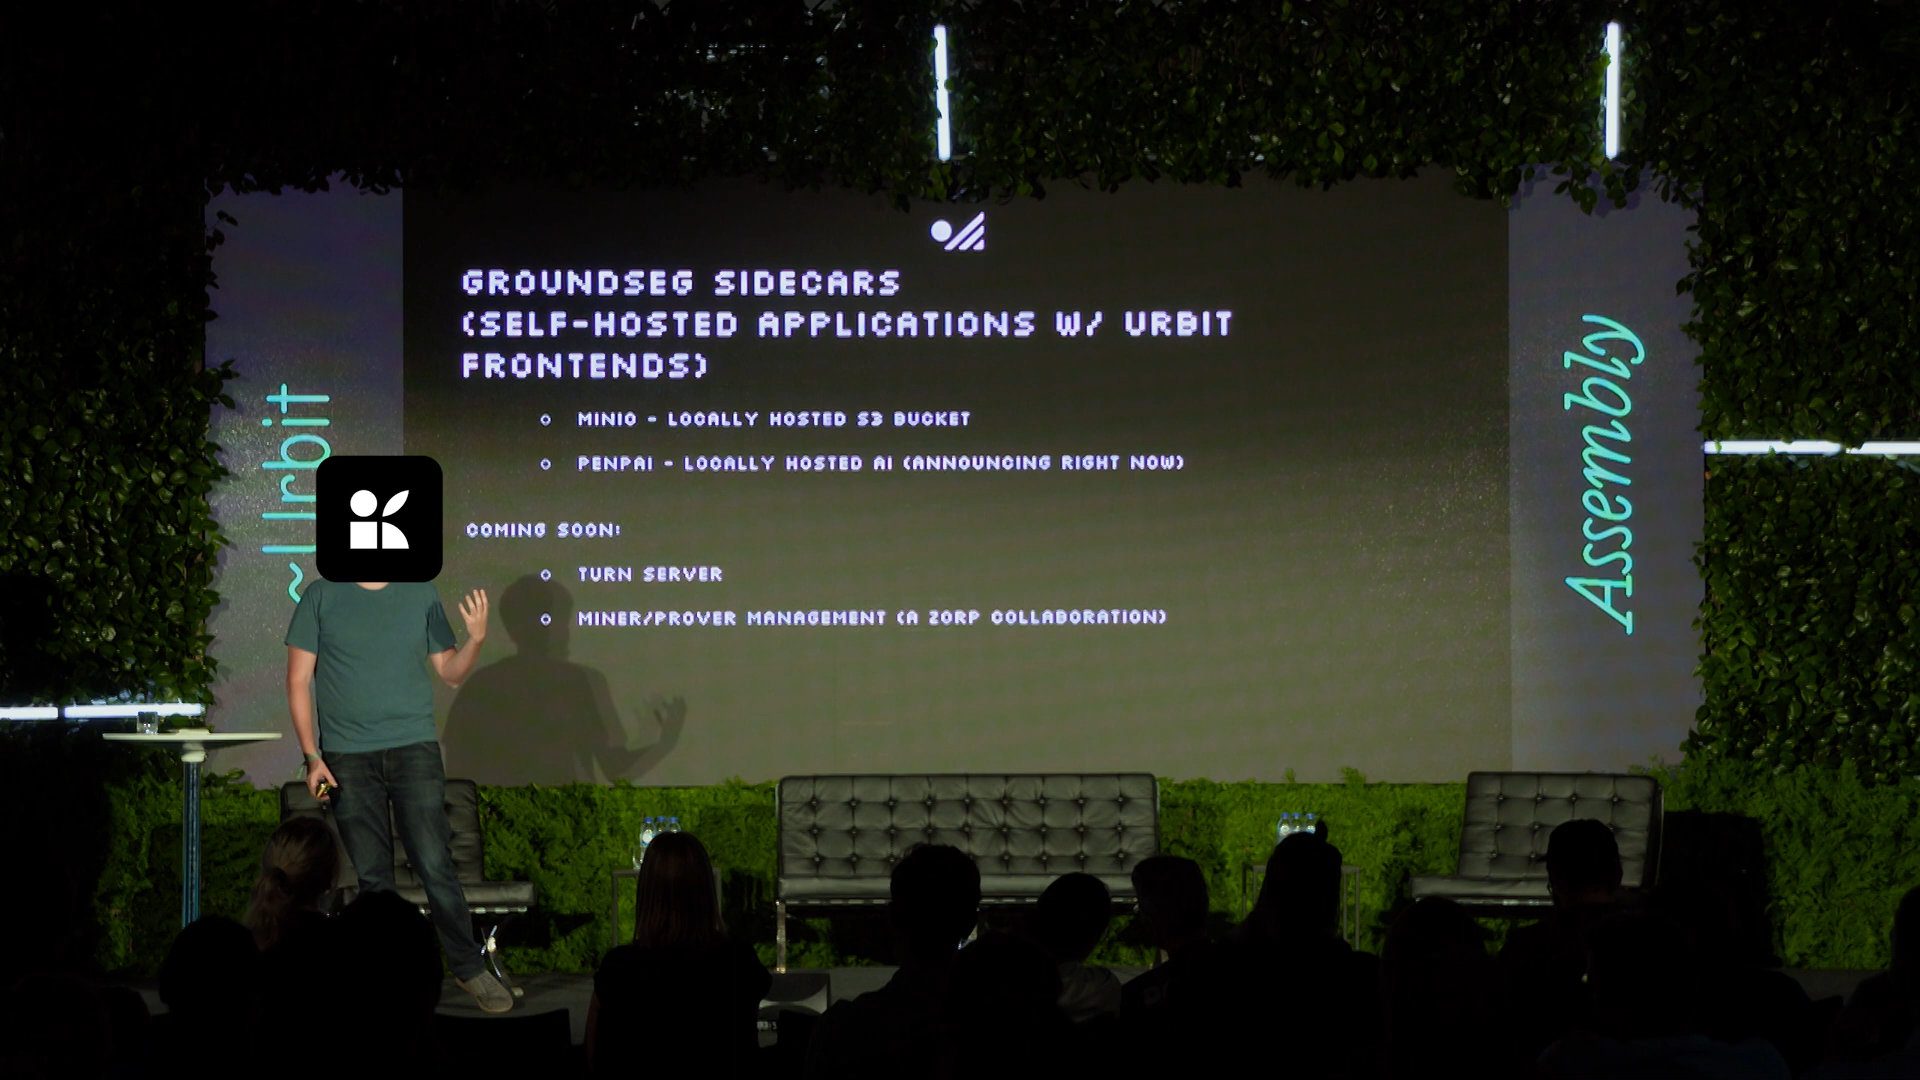 GROUNDSEG SIDECARS
(SELF-HOSTED APPLICATIONS W/ URBIT
FRONTENDS)
MINIO - LOCALLY HOSTED S3 BUCKET
PENPAI - LOCALLY HOSTED AI (ANNOUNCING RIGHT NOW)
COMING SOON:
TURN SERVER
MINER/PROVER MANAGEMENT (A ZORP COLLABORATION)
~ Urbit
Assembly